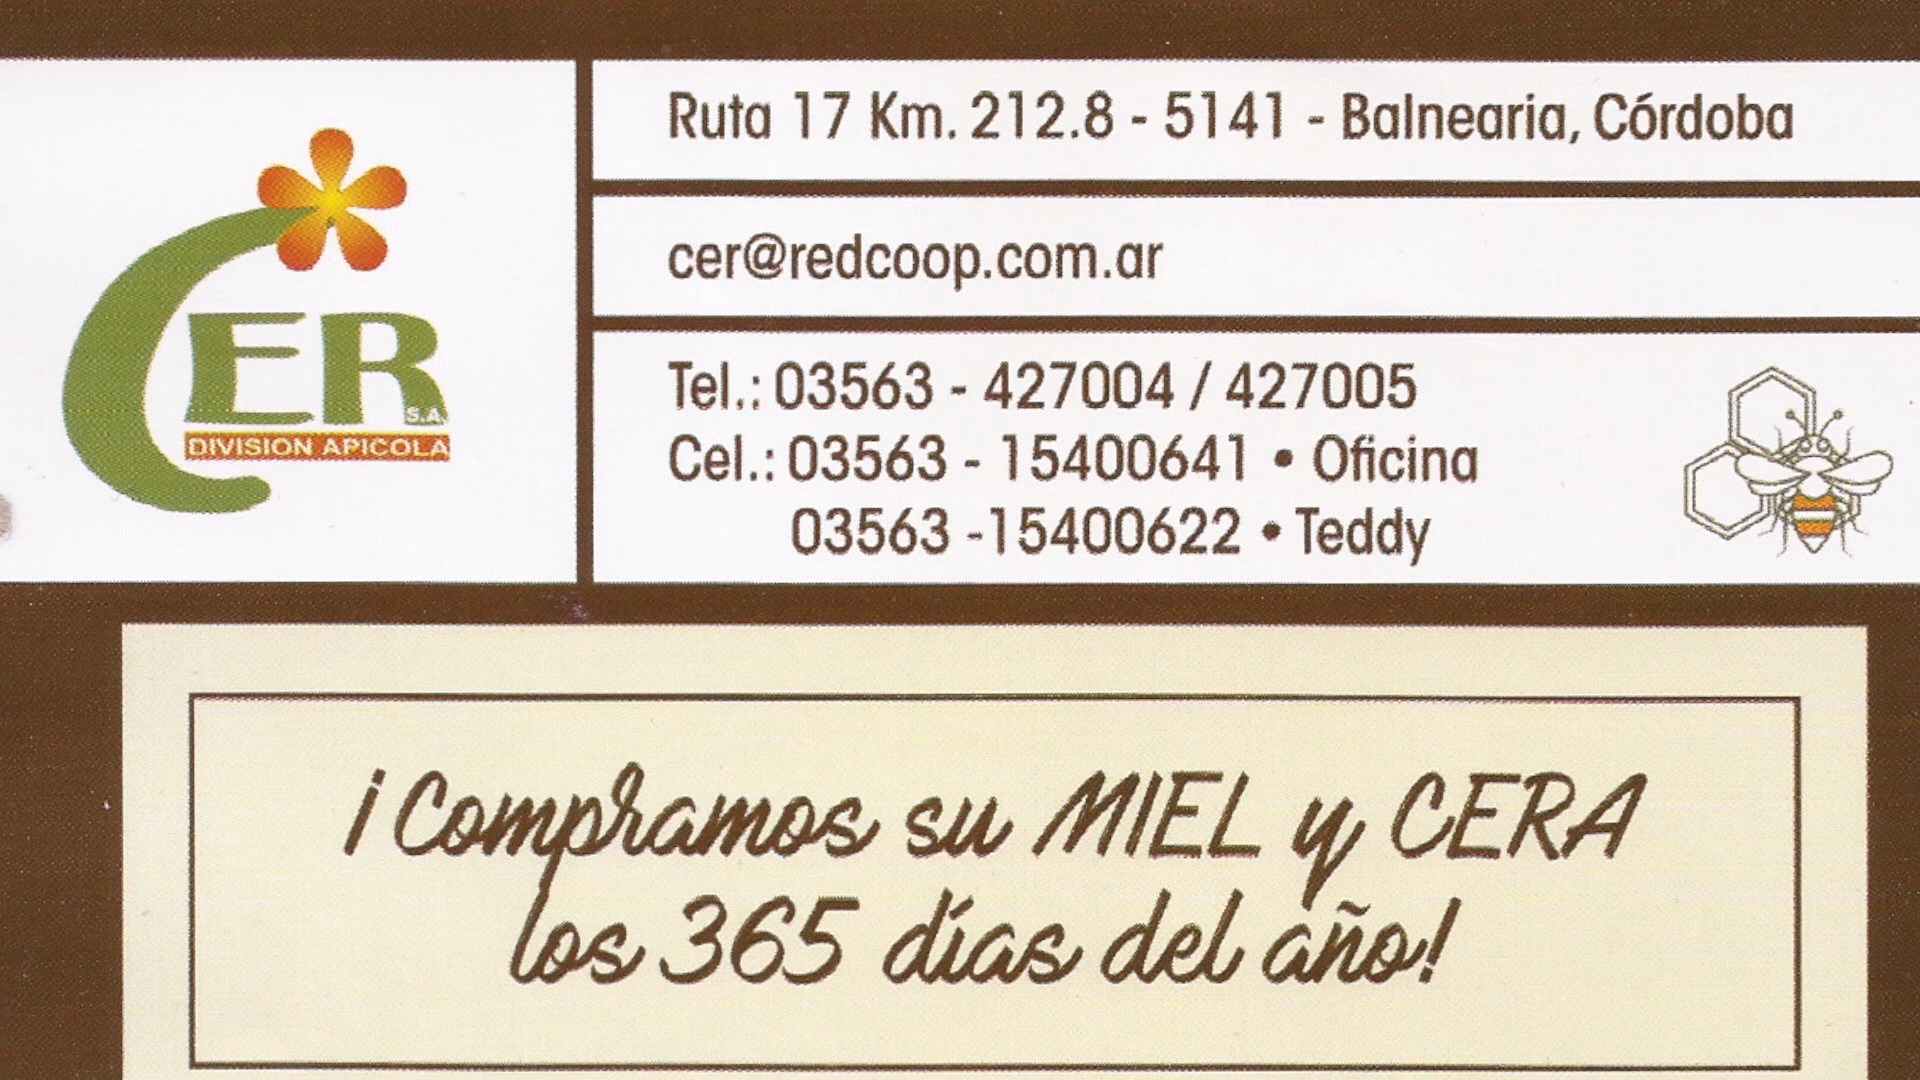 CER S.A.
DIVISION APICOLA
Ruta 17 Km. 212.8 - 5141 - Balnearia, Córdoba
cer@redcoop.com.ar
Tel.: 03563 - 427004 / 427005
Cel.: 03563 - 15400641 • Oficina
03563 -15400622 • Teddy
¡Compramos su MIEL y CERA
los 365 días del año!